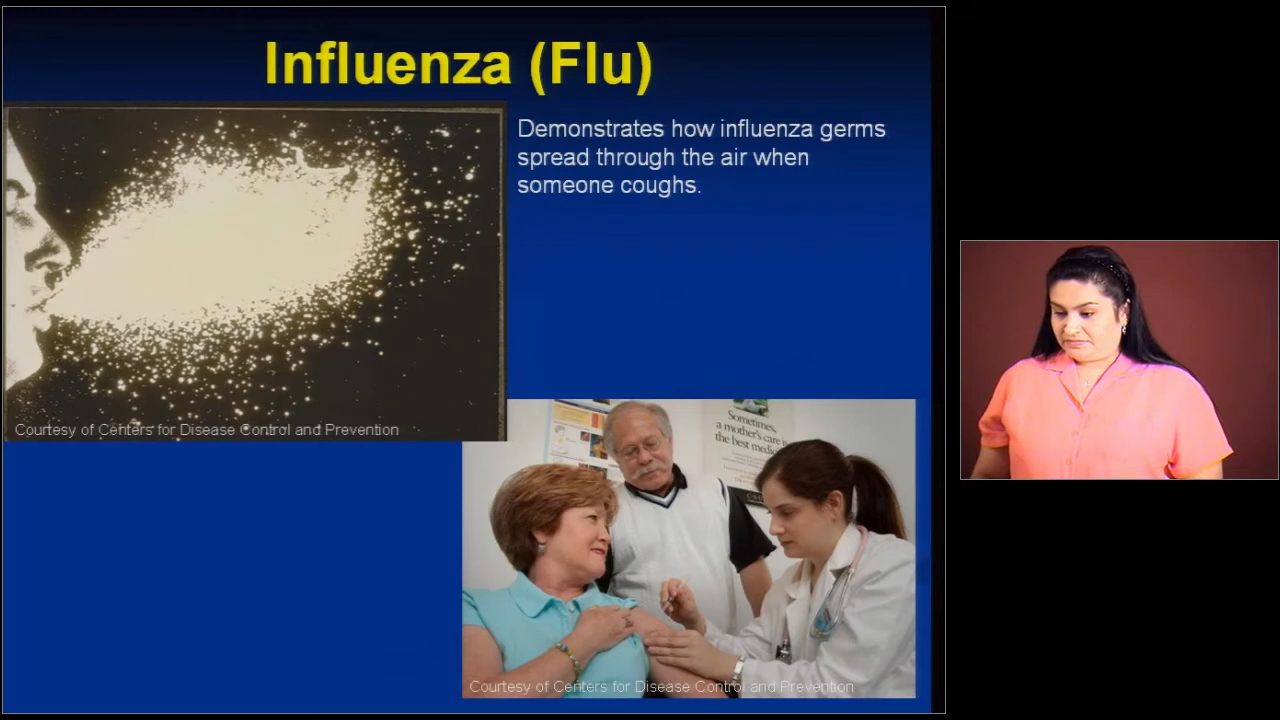 Influenza (Flu)
Demonstrates how influenza germs
spread through the air when
someone coughs.
Courtesy of Centers for Disease Control and Prevention
Sometimes,
a mother's care is
the best medic
Courtesy of Centers for Disease Control and Prevention